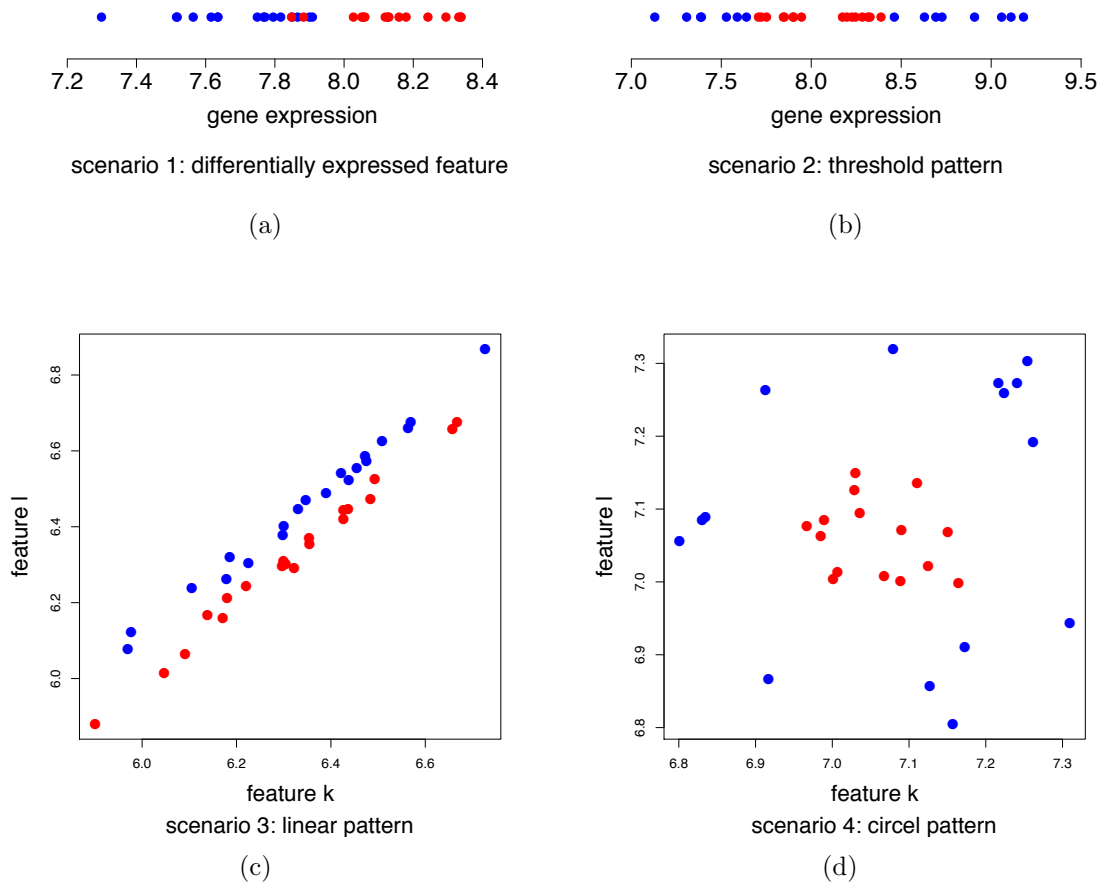 7.2 7.4 7.6 7.8 8.0 8.2 8.4
gene expression
scenario 1: differentially expressed feature
(a)
7.0 7.5 8.0 8.5 9.0 9.5
gene expression
scenario 2: threshold pattern
(b)
6.8
6.6
6.4
6.2
6.0
feature l
6.0 6.2 6.4 6.6
feature k
scenario 3: linear pattern
(c)
7.3
7.2
7.1
7.0
6.9
6.8
feature l
6.8 6.9 7.0 7.1 7.2 7.3
feature k
scenario 4: circel pattern
(d)